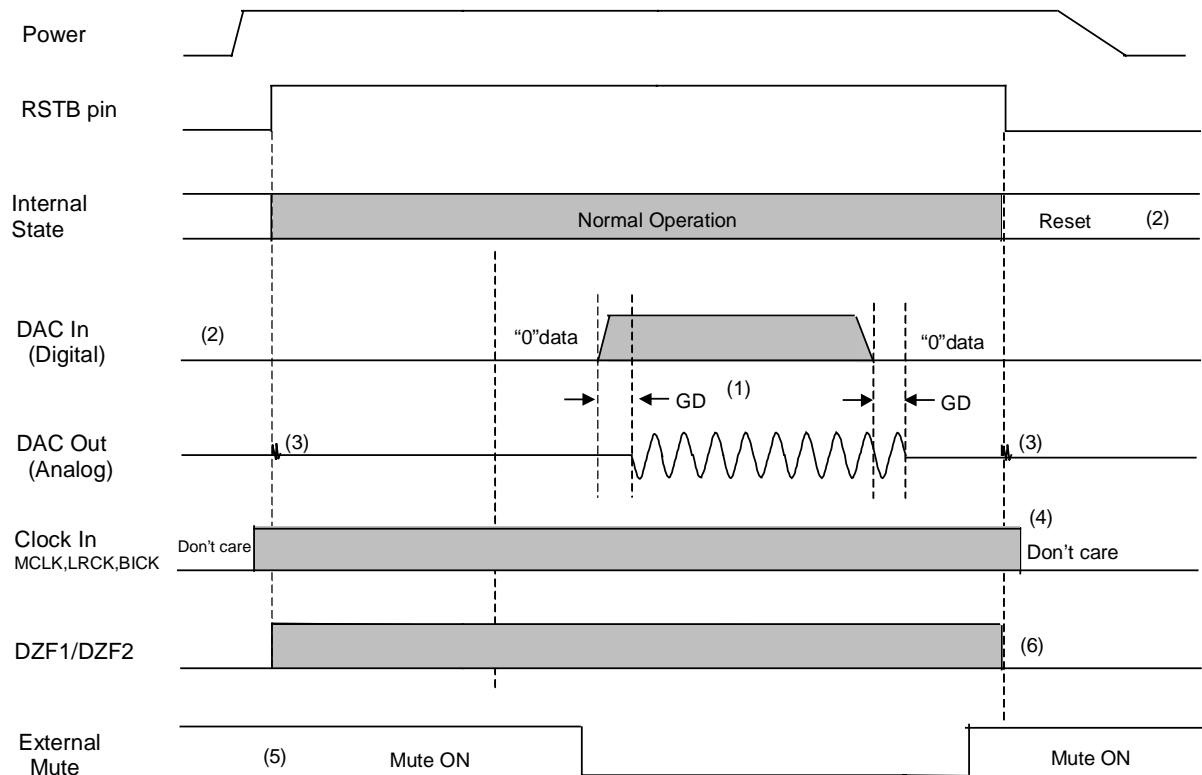 Power
RSTB pin
Internal
State
Normal Operation
Reset
(2)
DAC In
(Digital)
(2)
“0”data
“0”data
(1)
GD
GD
DAC Out
(Analog)
(3)
(3)
Clock In
MCLK,LRCK,BICK
Don’t care
(4)
Don’t care
DZF1/DZF2
(6)
External
Mute
(5)
Mute ON
Mute ON